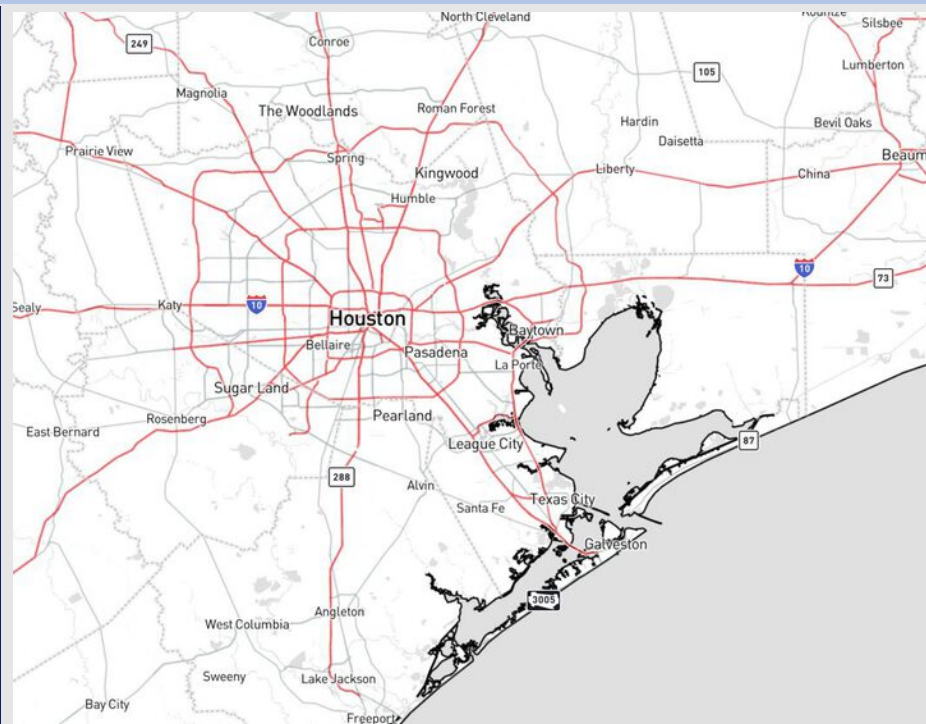 North Cleveland
Kountze
Silsbee
249
Conroe
Lumberton
105
Magnolia
The Woodlands
Roman Forest
Hardin
Bevil Oaks
Daisetta
Prairie View
Spring
Beaum
Kingwood
Liberty
China
Humble
10
73
Sealy
Katy
10
Houston
Baytown
Bellaire
Pasadena
La Porte
Sugar Land
Pearland
Rosenberg
East Bernard
League City
87
288
Alvin
Texas City
Santa Fe
Galveston
3005
Angleton
West Columbia
Sweeny
Lake Jackson
Bay City
Freeport